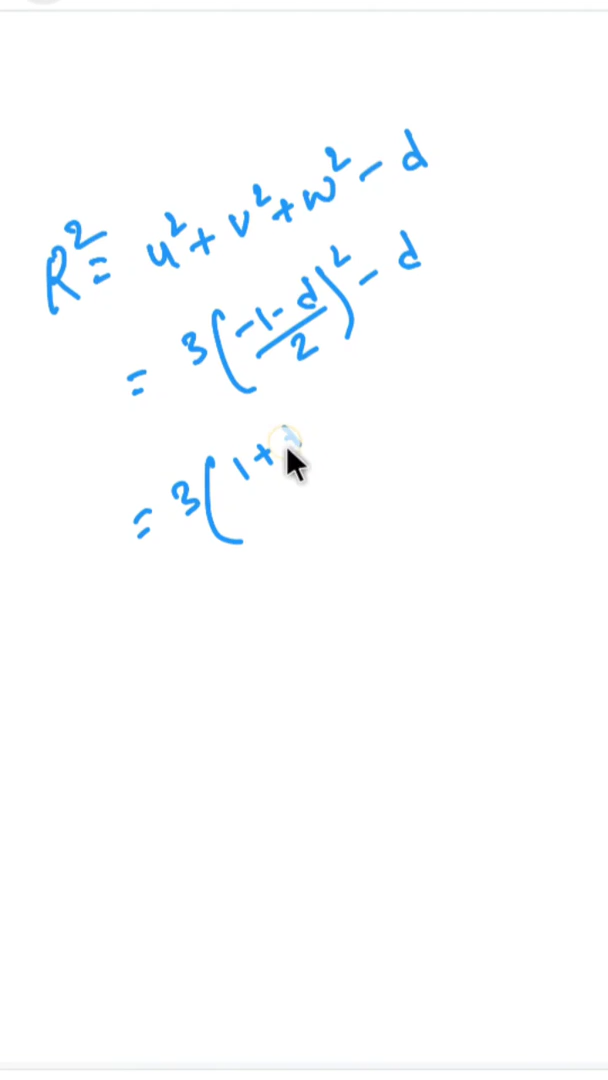 R² = u² + v² + w² - d
= 3(-1-d/2)² - d
= 3(1+